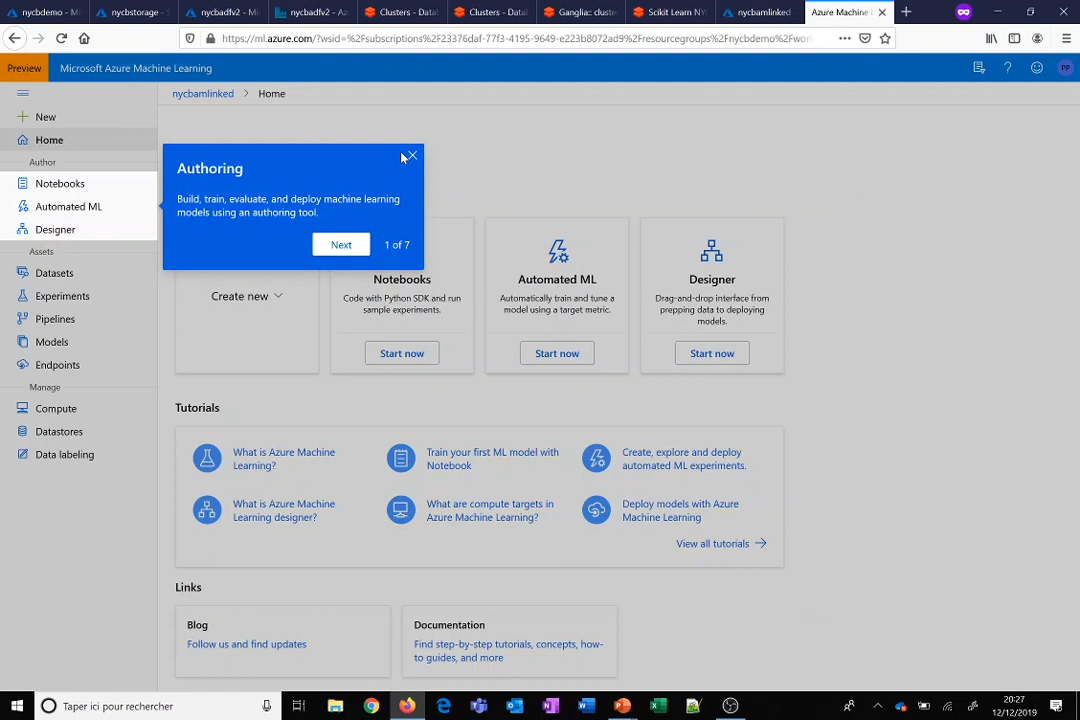 nycbdemo - M
nycbstorage -
nycbadfv2 - Mi
nycbadfv2 - Az
Clusters - Datal
Clusters - Data
Ganglia:: cluste
Scikit Learn NY
nycbamlinked
Azure Machine L
https://ml.azure.com/?wsid=%2Fsubscriptions%2F23376daf-77f3-4195-9649-e223b8072ad9%2Fresourcegroups%2Fnycbdemo%2Fwor
Preview
Microsoft Azure Machine Learning
PP
nycbamlinked > Home
New
Home
Author
Notebooks
Automated ML
Designer
Assets
Datasets
Experiments
Pipelines
Models
Endpoints
Manage
Compute
Datastores
Data labeling
Authoring
Build, train, evaluate, and deploy machine learning
models using an authoring tool.
Next
1 of 7
Create new
Notebooks
Code with Python SDK and run
sample experiments.
Start now
Automated ML
Automatically train and tune a
model using a target metric.
Start now
Designer
Drag-and-drop interface from
prepping data to deploying
models.
Start now
Tutorials
What is Azure Machine
Learning?
Train your first ML model with
Notebook
Create, explore and deploy
automated ML experiments.
What is Azure Machine
Learning designer?
What are compute targets in
Azure Machine Learning?
Deploy models with Azure
Machine Learning
View all tutorials
Links
Blog
Follow us and find updates
Documentation
Find step-by-step tutorials, concepts, how-
to guides, and more
Taper ici pour rechercher
20:27
12/12/2019